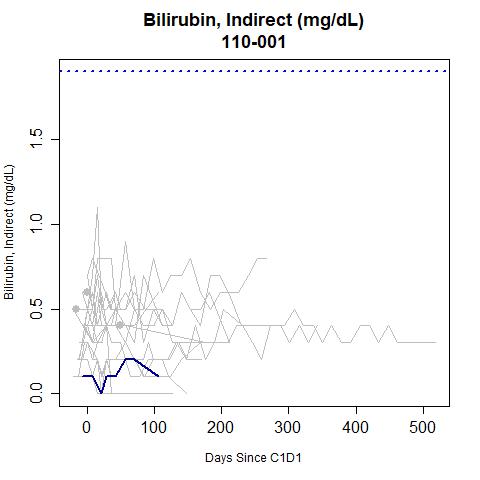 Bilirubin, Indirect (mg/dL)
110-001
Bilirubin, Indirect (mg/dL)
1.5
1.0
0.5
0.0
0 100 200 300 400 500
Days Since C1D1